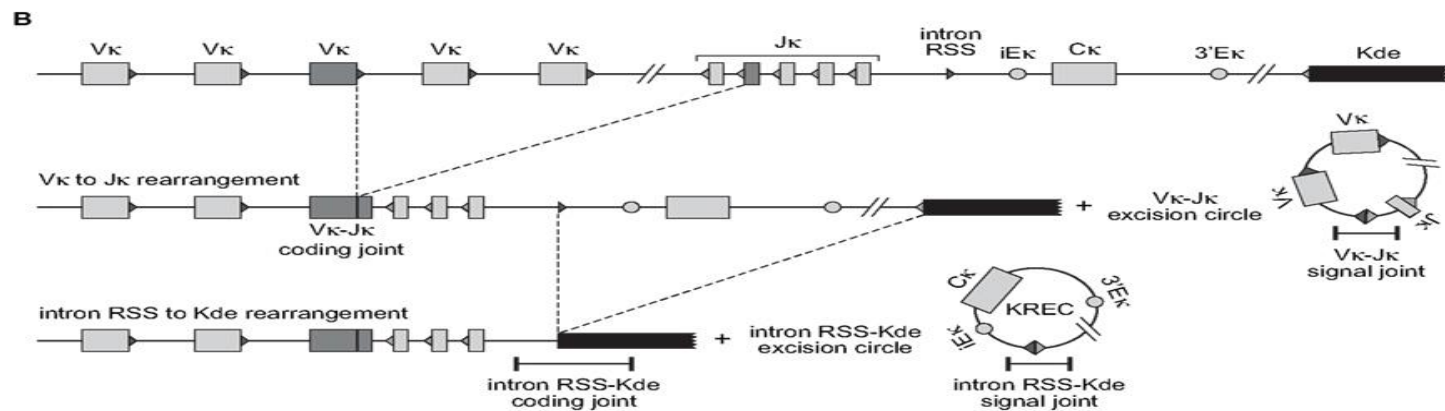 B
Vκ Vκ Vκ Vκ Vκ Jκ intron RSS iEκ Cκ 3'Eκ Kde
Vκ to Jκ rearrangement
Vκ-Jκ
coding joint
+ Vκ-Jκ
excision circle
Vκ
Vκ
Jκ
Vκ-Jκ
signal joint
intron RSS to Kde rearrangement
intron RSS-Kde
coding joint
+ intron RSS-Kde
excision circle
Cκ
3'Eκ
KREC
iEκ
intron RSS-Kde
signal joint